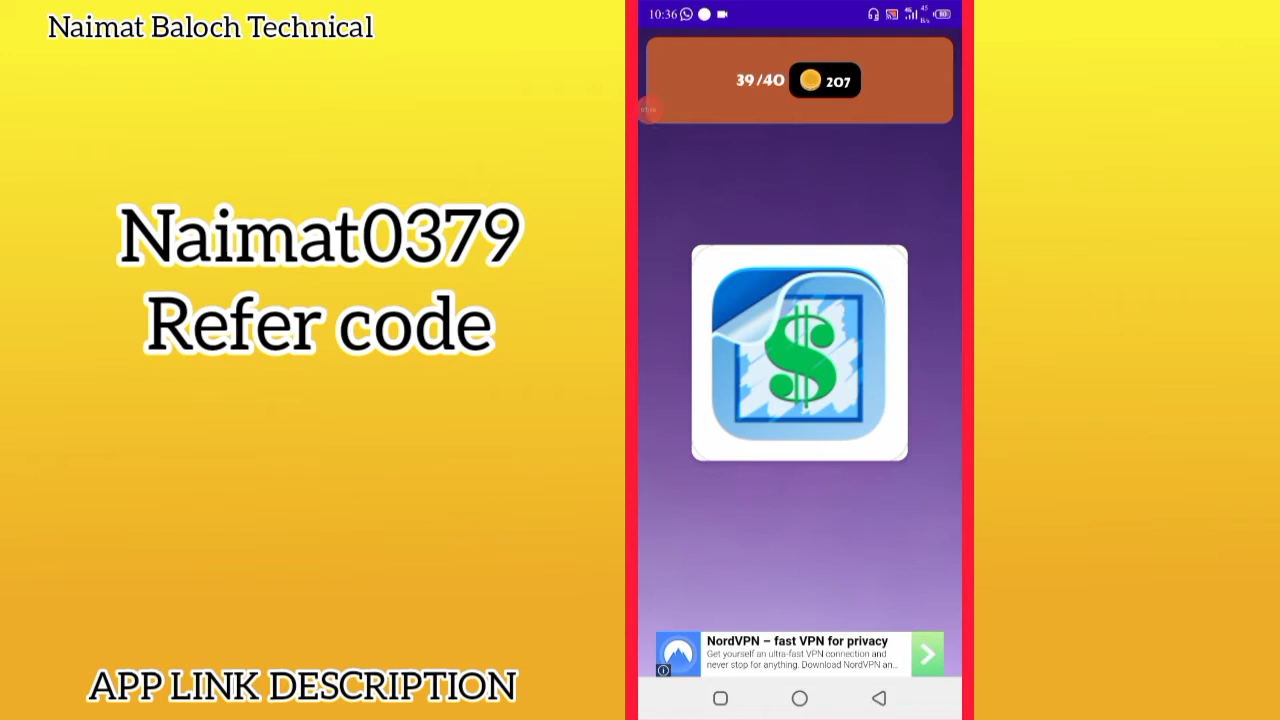 Naimat Baloch Technical
Naimat0379
Refer code
APP LINK DESCRIPTION
10:36
39/40
207
NordVPN – fast VPN for privacy
Get yourself an ultra-fast VPN connection and
never stop for anything. Download NordVPN an...